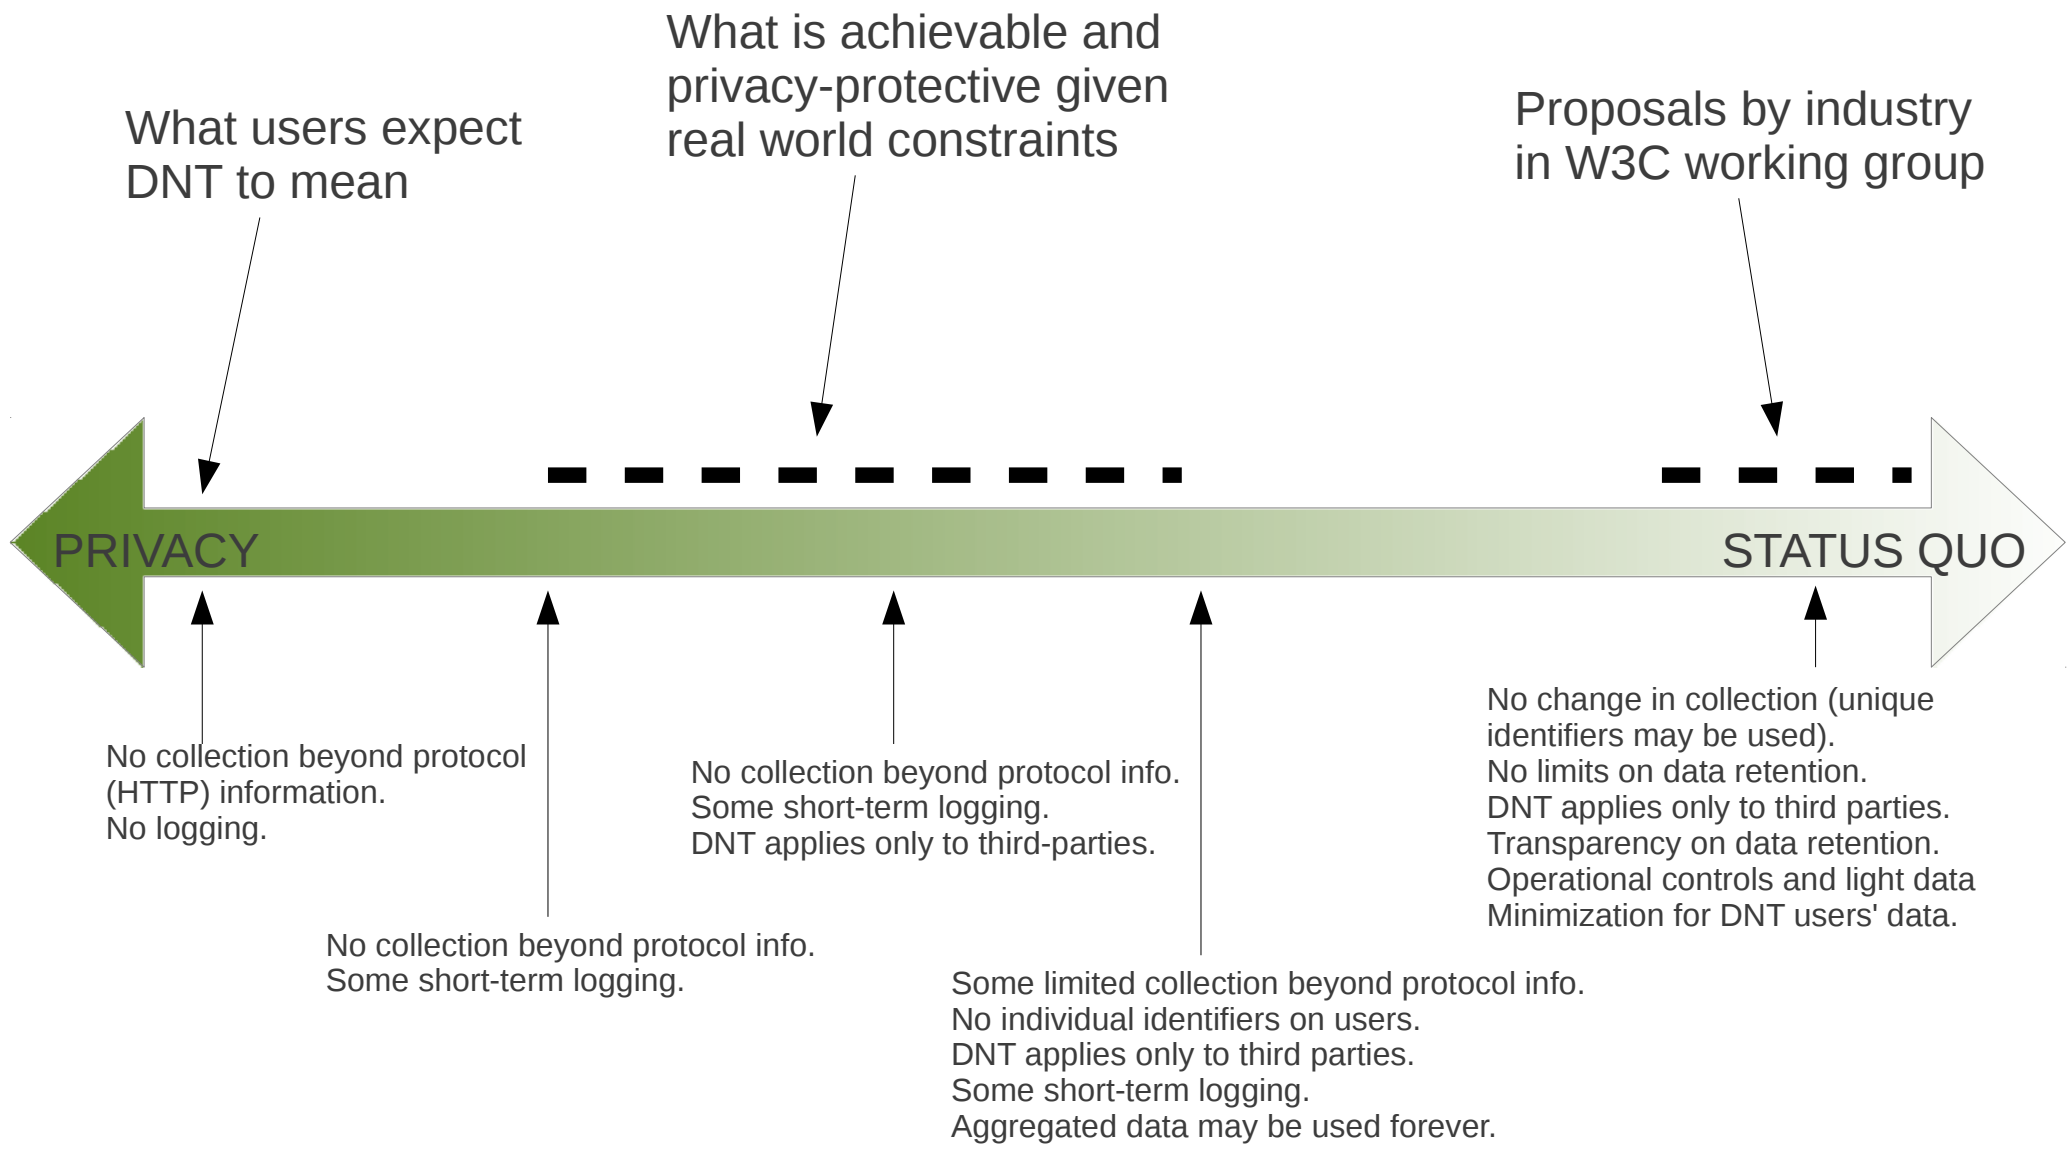 What is achievable and
privacy-protective given
real world constraints
What users expect
DNT to mean
Proposals by industry
in W3C working group
PRIVACY
STATUS QUO
No collection beyond protocol
(HTTP) information.
No logging.
No collection beyond protocol info.
Some short-term logging.
No collection beyond protocol info.
Some short-term logging.
DNT applies only to third-parties.
Some limited collection beyond protocol info.
No individual identifiers on users.
DNT applies only to third parties.
Some short-term logging.
Aggregated data may be used forever.
No change in collection (unique
identifiers may be used).
No limits on data retention.
DNT applies only to third parties.
Transparency on data retention.
Operational controls and light data
Minimization for DNT users' data.